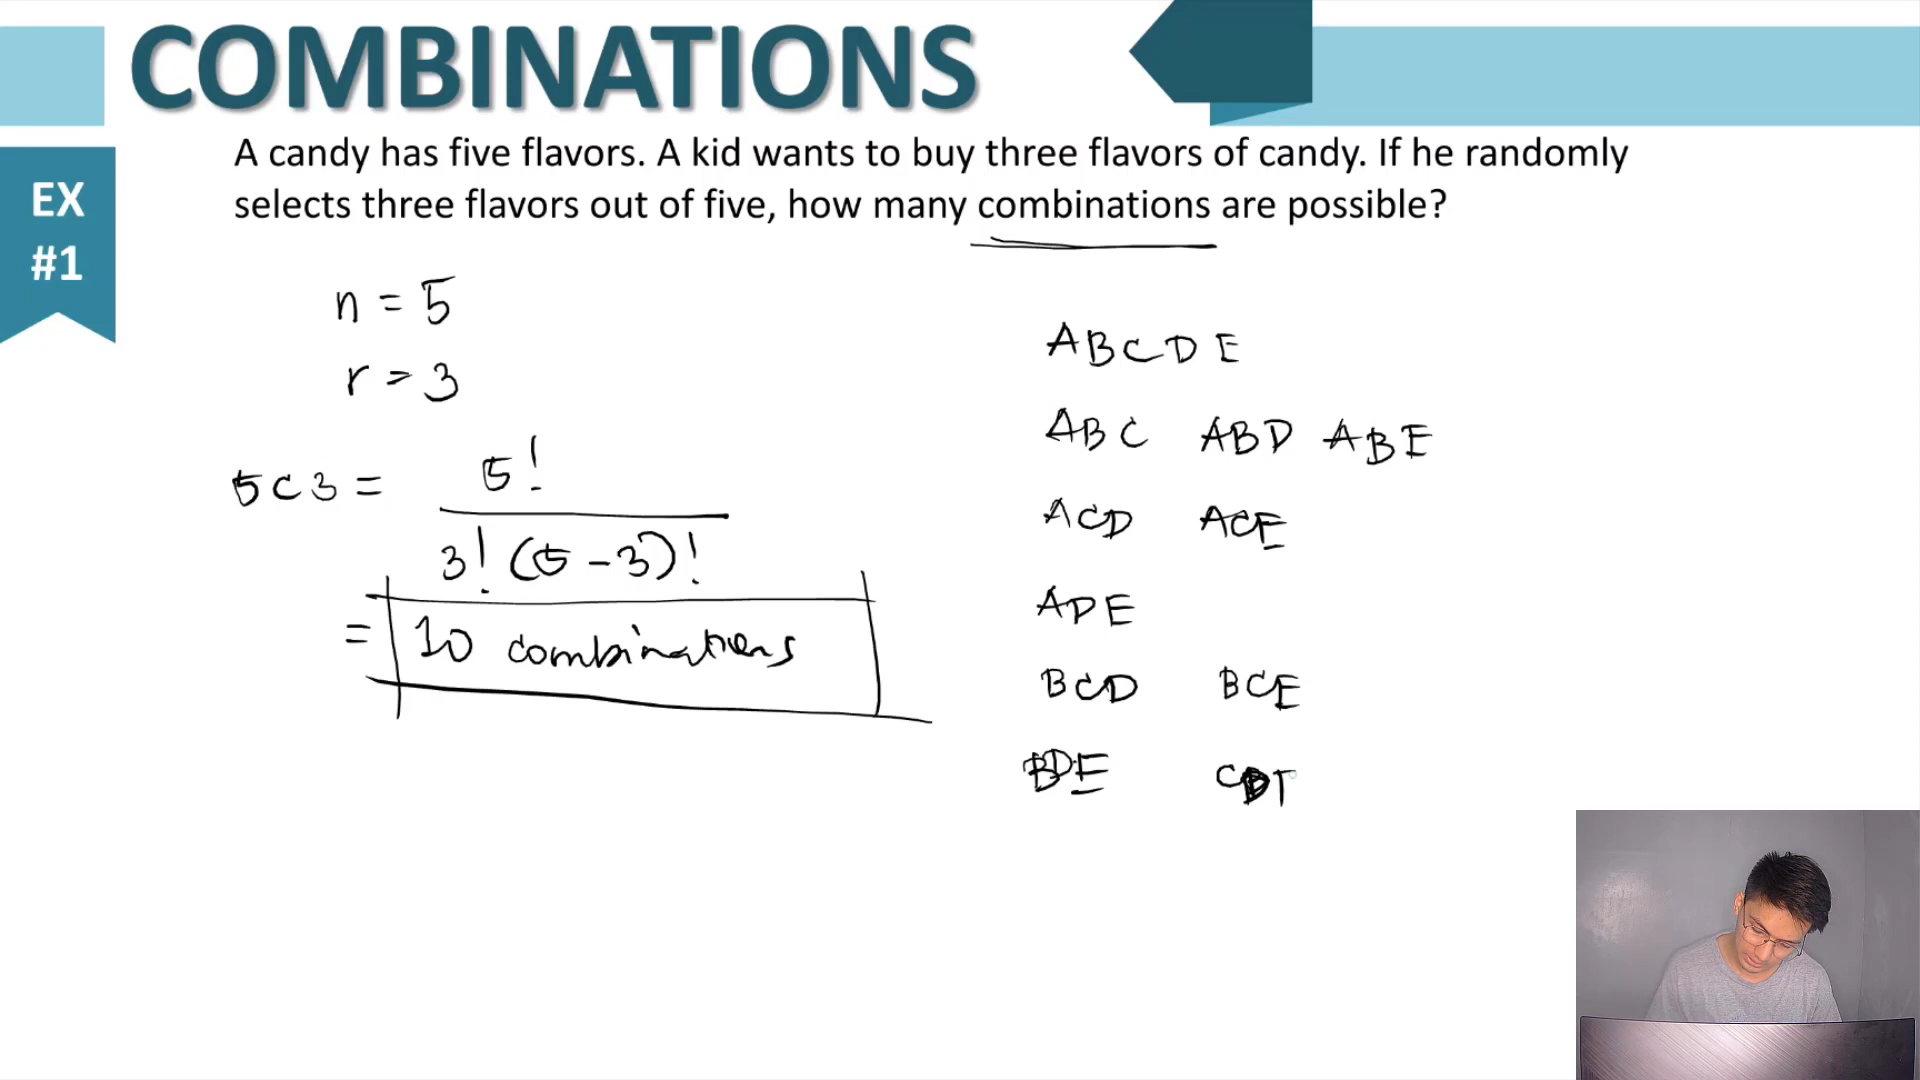 COMBINATIONS
EX
#1
A candy has five flavors. A kid wants to buy three flavors of candy. If he randomly
selects three flavors out of five, how many combinations are possible?
n = 5
r = 3
5C3 =
5!
3! (5 - 3)!
= 10 combinations
A B C D E
ABC ABD ABE
ACD ACE
ADE
BCD BCE
BDE